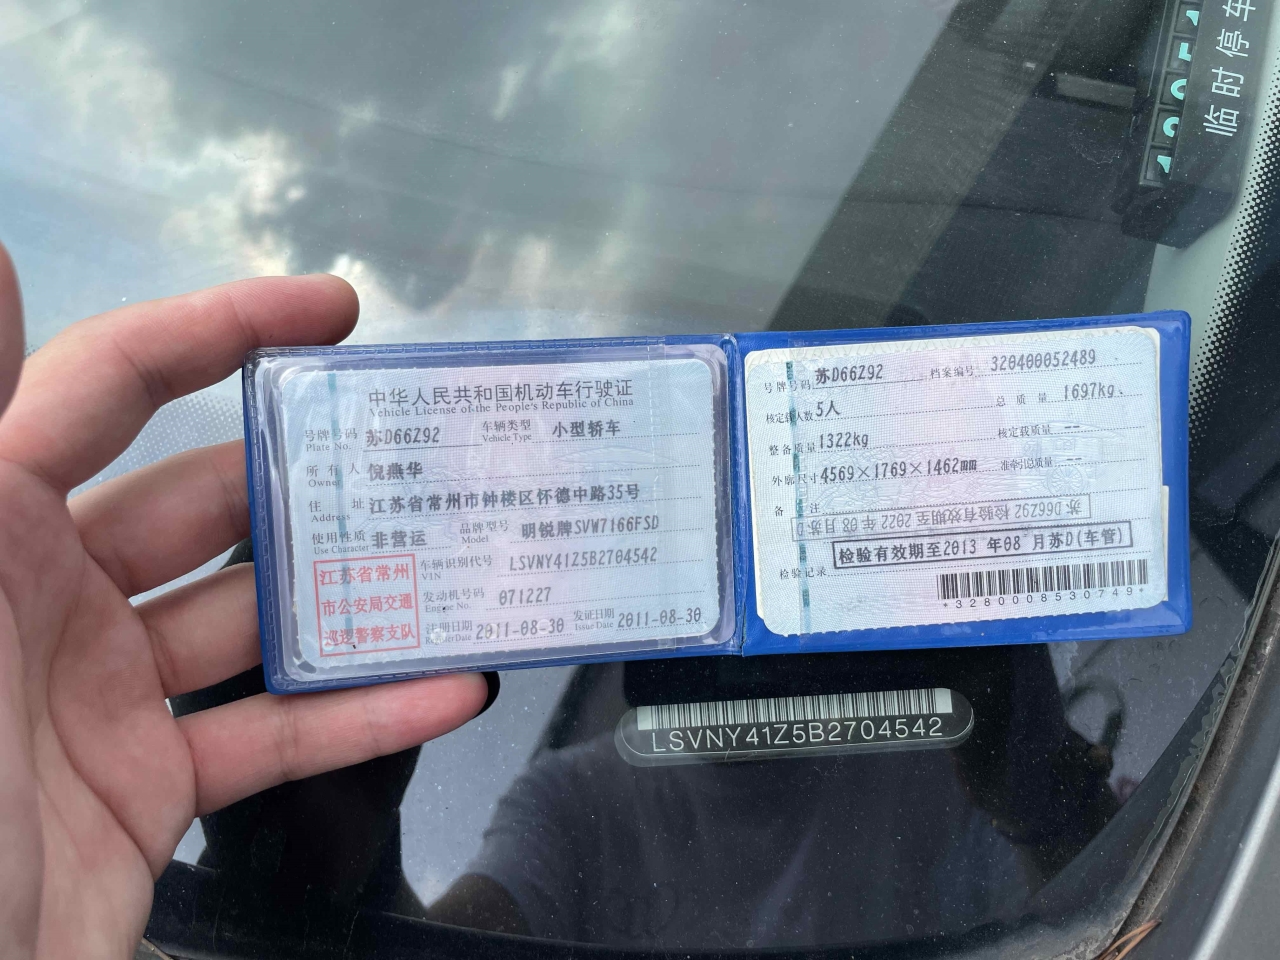 临时停车
中华人民共和国机动车行驶证
Vehicle License of the People's Republic of China
号牌号码 苏D66Z92 车辆类型 小型轿车
Plate No. Vehicle Type
所有人 倪燕华
Owner
住址 江苏省常州市钟楼区怀德中路35号
Address
使用性质 非营运 品牌型号 明锐牌SVW7166FSD
Use Character Model
江苏省常州
市公安局交通
巡逻警察支队
车辆识别代号 LSVNY41Z5B2704542
VIN
发动机号码 071227
Engine No.
注册日期 2011-08-30 发证日期 2011-08-30
Register Date Issue Date
号牌号码 苏D66Z92 档案编号 320400052489
核定载人数 5人 总质量 1697kg
整备质量 1322kg 核定载质量 --
外廓尺寸 4569×1769×1462mm 准牵引总质量 --
备注
苏D66Z92 检验有效期至2022年08月苏D
检验有效期至2013年08月苏D(车管)
检验记录
*3280008530749*
LSVNY41Z5B2704542